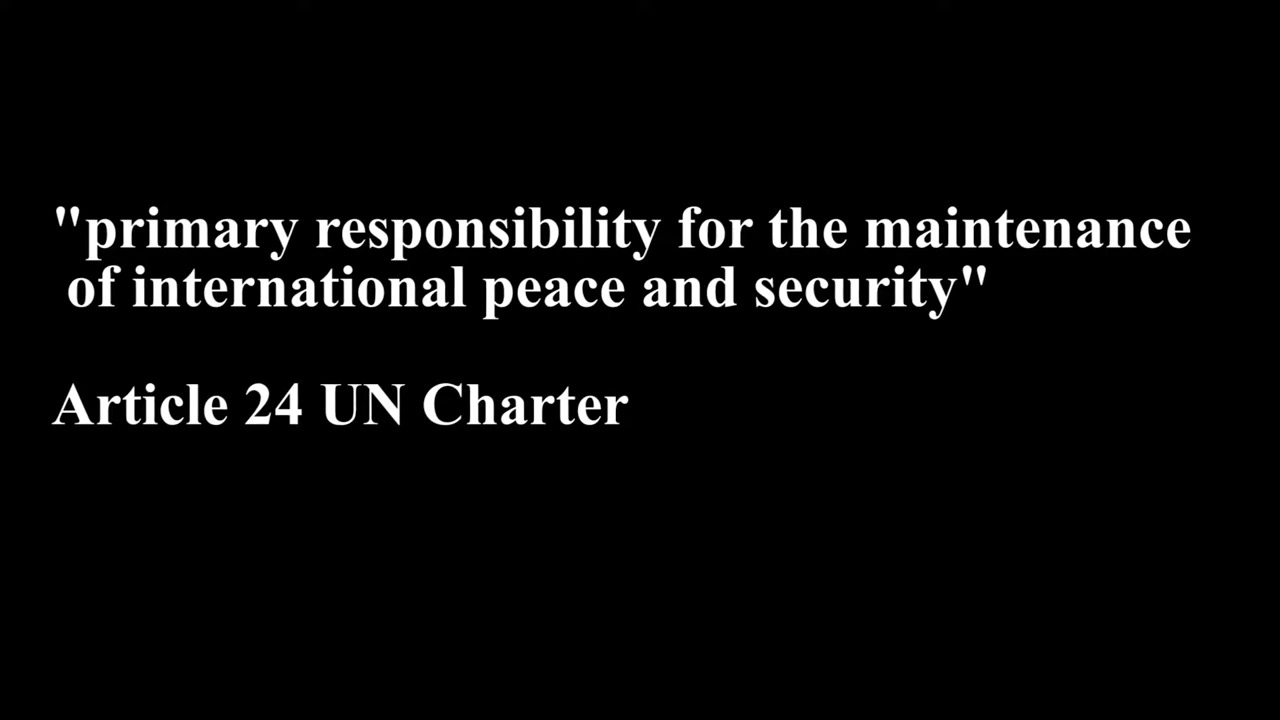 "primary responsibility for the maintenance
of international peace and security"
Article 24 UN Charter